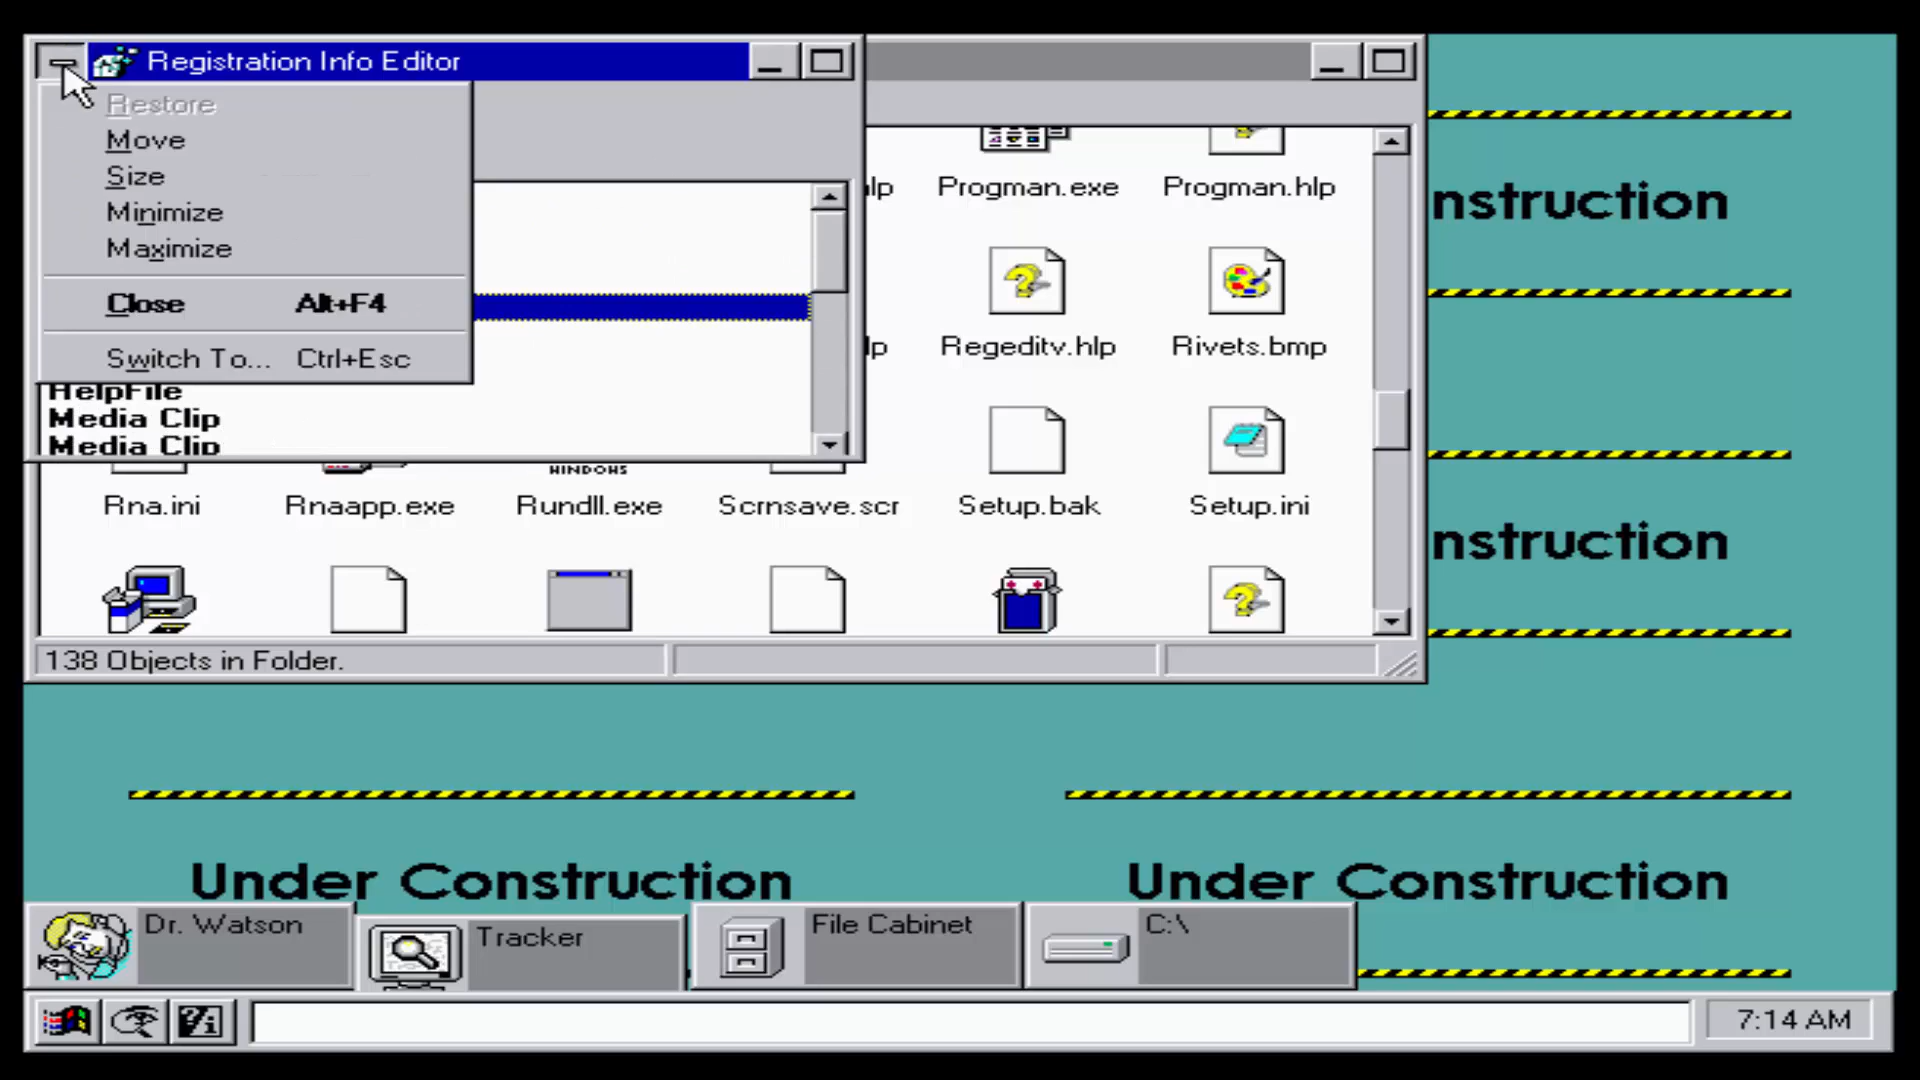 Registration Info Editor
Restore
Move
Size
Minimize
Maximize
Close Alt+F4
Switch To... Ctrl+Esc
HelpFile
Media Clip
Media Clip
lp
Progman.exe
Progman.hlp
lp
Regeditv.hlp
Rivets.bmp
WINDOWS
Rna.ini
Rnaapp.exe
Rundll.exe
Scrnsave.scr
Setup.bak
Setup.ini
138 Objects in Folder.
nstruction
nstruction
Under Construction
Under Construction
Dr. Watson
Tracker
File Cabinet
C:\
7:14 AM